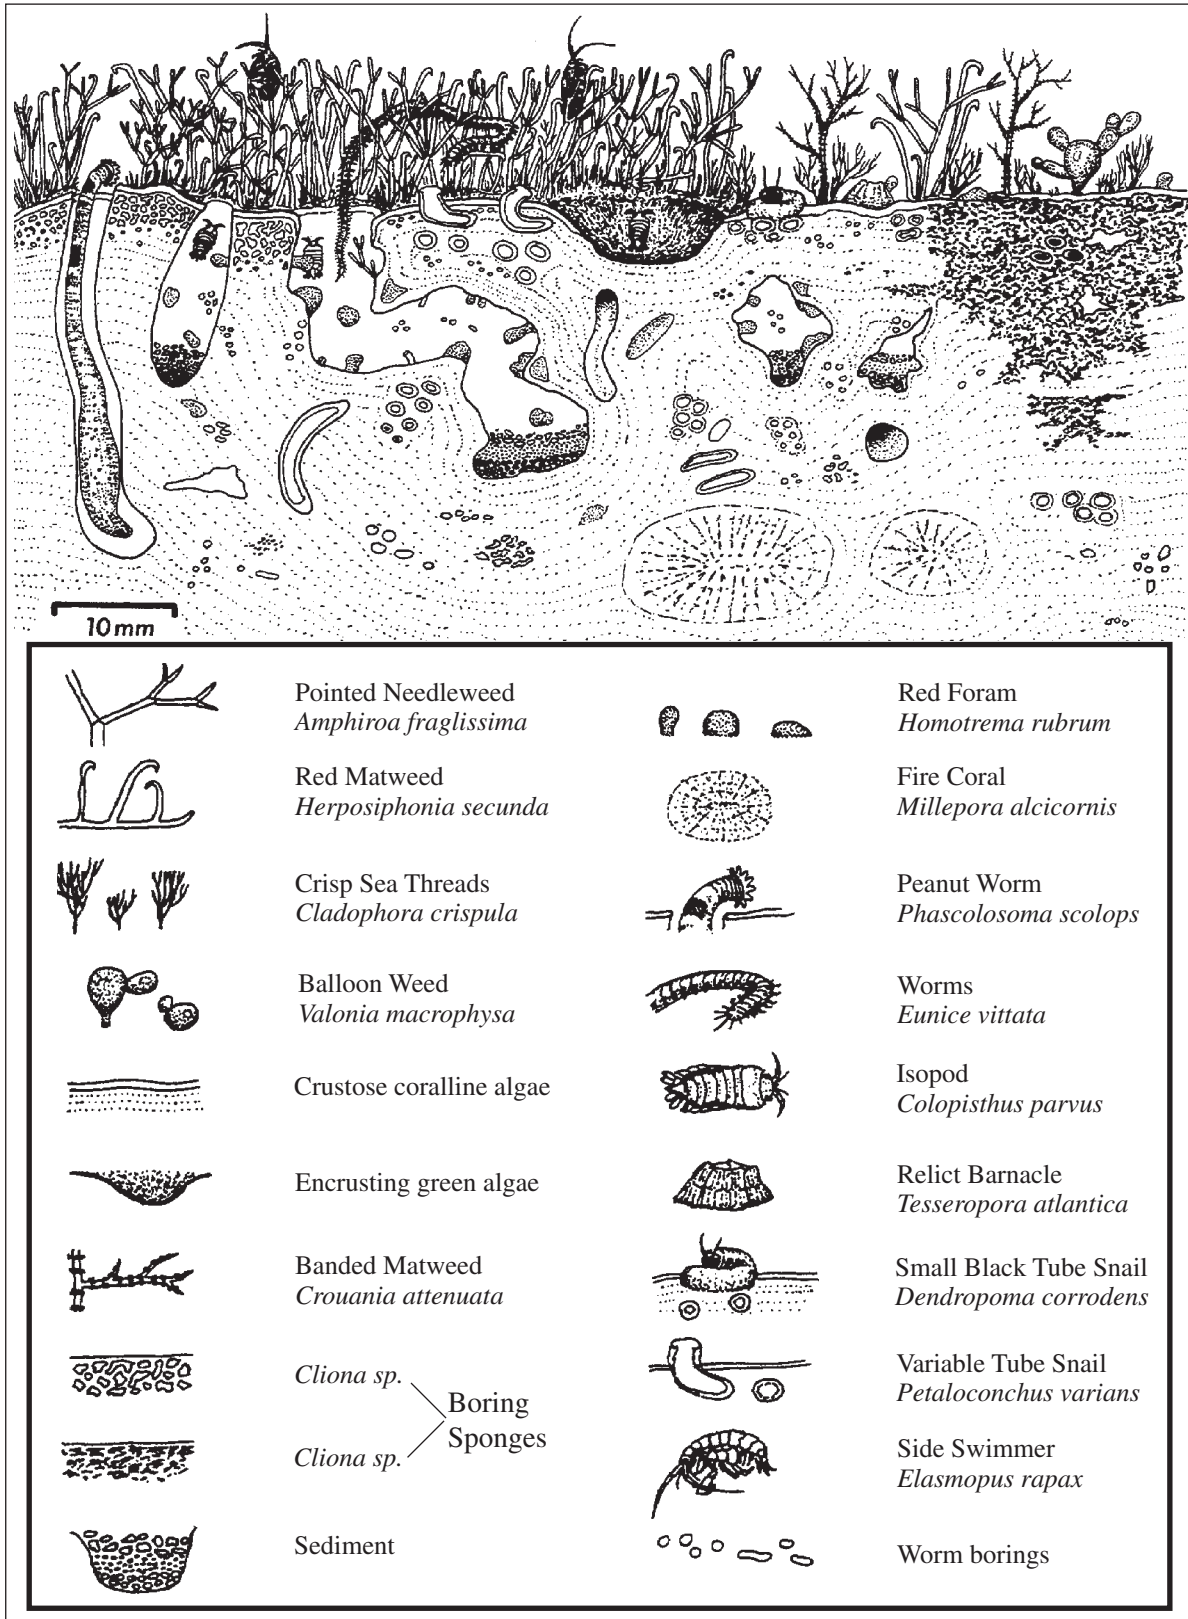 10 mm
Pointed Needleweed
Amphiroa fraglissima
Red Matweed
Herposiphonia secunda
Crisp Sea Threads
Cladophora crispula
Balloon Weed
Valonia macrophysa
Crustose coralline algae
Encrusting green algae
Banded Matweed
Crouania attenuata
Cliona sp.
Boring
Sponges
Cliona sp.
Sediment
Red Foram
Homotrema rubrum
Fire Coral
Millepora alcicornis
Peanut Worm
Phascolosoma scolops
Worms
Eunice vittata
Isopod
Colopisthus parvus
Relict Barnacle
Tesseropora atlantica
Small Black Tube Snail
Dendropoma corrodens
Variable Tube Snail
Petaloconchus varians
Side Swimmer
Elasmopus rapax
Worm borings